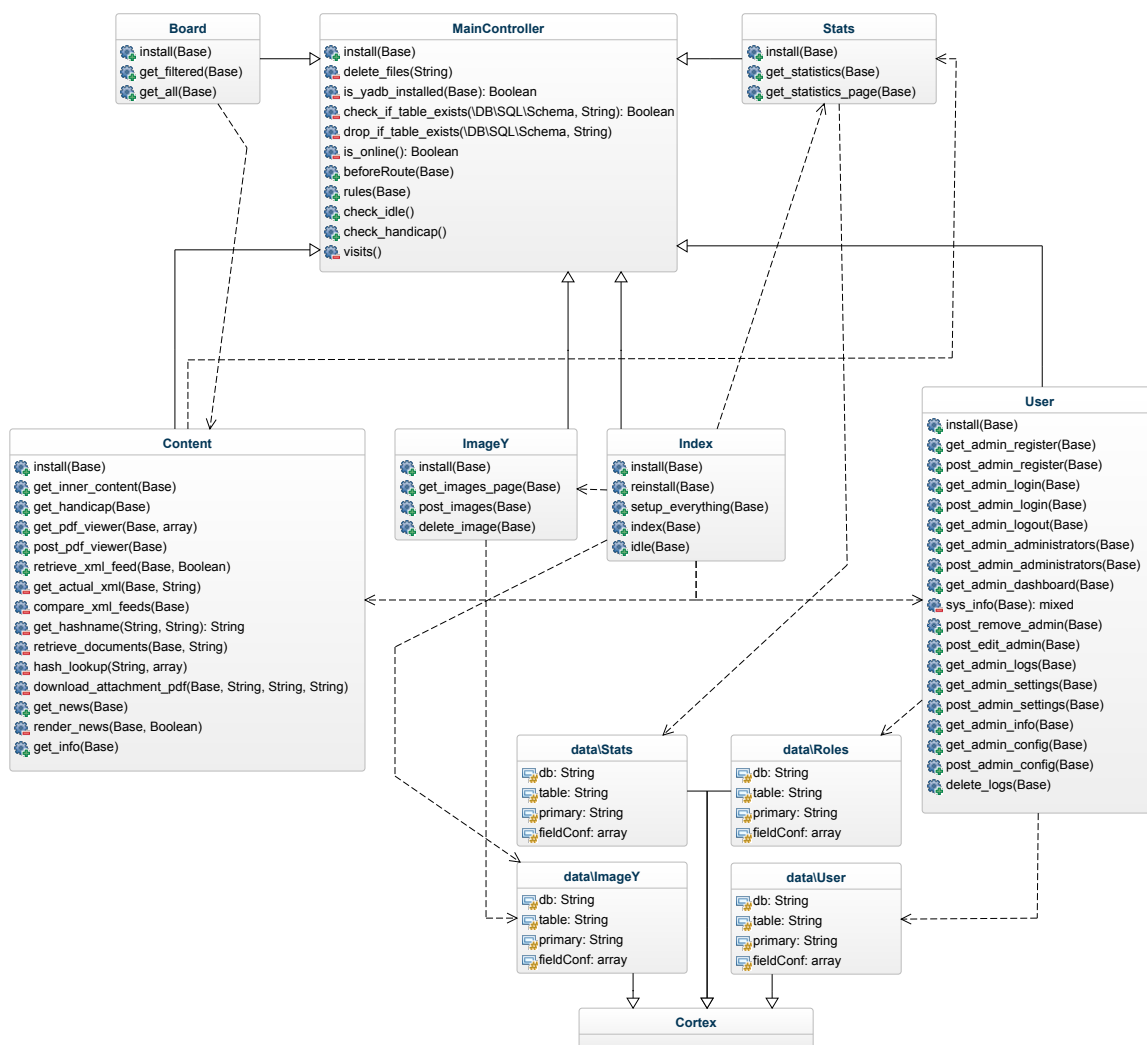 Board
install(Base)
get_filtered(Base)
get_all(Base)
MainController
install(Base)
delete_files(String)
is_yadb_installed(Base): Boolean
check_if_table_exists(\DB\SQL\Schema, String): Boolean
drop_if_table_exists(\DB\SQL\Schema, String)
is_online(): Boolean
beforeRoute(Base)
rules(Base)
check_idle()
check_handicap()
visits()
Stats
install(Base)
get_statistics(Base)
get_statistics_page(Base)
Content
install(Base)
get_inner_content(Base)
get_handicap(Base)
get_pdf_viewer(Base, array)
post_pdf_viewer(Base)
retrieve_xml_feed(Base, Boolean)
get_actual_xml(Base, String)
compare_xml_feeds(Base)
get_hashname(String, String): String
retrieve_documents(Base, String)
hash_lookup(String, array)
download_attachment_pdf(Base, String, String, String)
get_news(Base)
render_news(Base, Boolean)
get_info(Base)
ImageY
install(Base)
get_images_page(Base)
post_images(Base)
delete_image(Base)
Index
install(Base)
reinstall(Base)
setup_everything(Base)
index(Base)
idle(Base)
User
install(Base)
get_admin_register(Base)
post_admin_register(Base)
get_admin_login(Base)
post_admin_login(Base)
get_admin_logout(Base)
get_admin_administrators(Base)
post_admin_administrators(Base)
get_admin_dashboard(Base)
sys_info(Base): mixed
post_remove_admin(Base)
post_edit_admin(Base)
get_admin_logs(Base)
get_admin_settings(Base)
post_admin_settings(Base)
get_admin_info(Base)
get_admin_config(Base)
post_admin_config(Base)
delete_logs(Base)
data\Stats
db: String
table: String
primary: String
fieldConf: array
data\Roles
db: String
table: String
primary: String
fieldConf: array
data\ImageY
db: String
table: String
primary: String
fieldConf: array
data\User
db: String
table: String
primary: String
fieldConf: array
Cortex